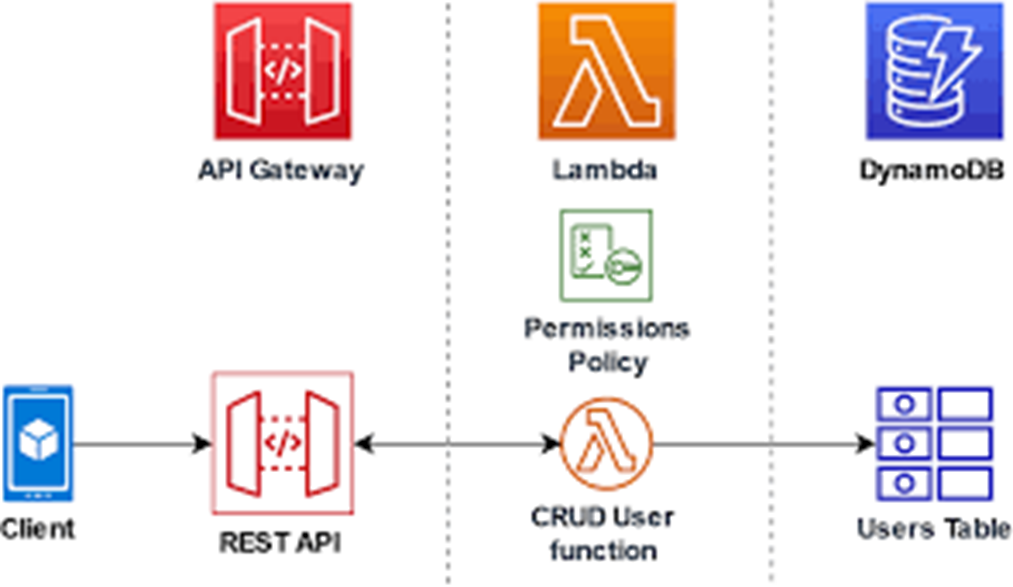 API Gateway
Lambda
DynamoDB
Permissions
Policy
Client
REST API
CRUD User
function
Users Table